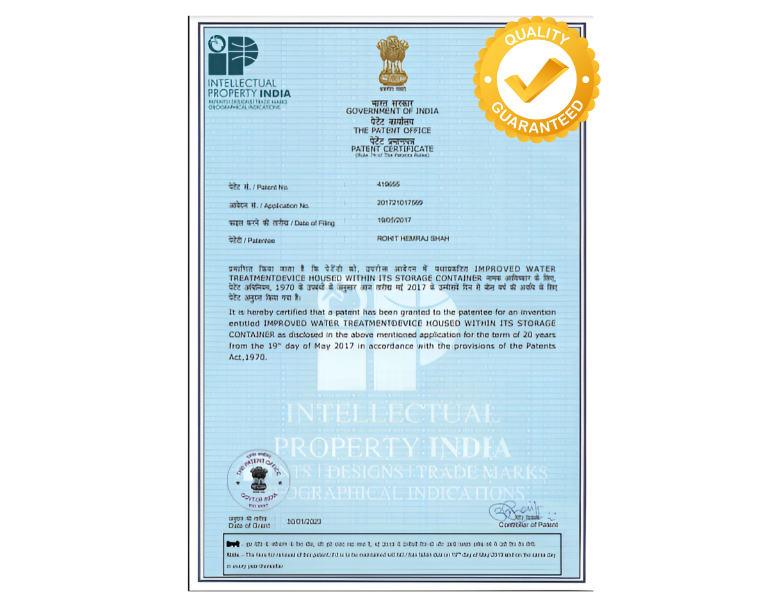 QUALITY
GUARANTEED
INTELLECTUAL
PROPERTY INDIA
PATENTS | DESIGNS | TRADE MARKS
GEOGRAPHICAL INDICATIONS
सत्यमेव जयते
भारत सरकार
GOVERNMENT OF INDIA
पेटेंट कार्यालय
THE PATENT OFFICE
पेटेंट प्रमाणपत्र
PATENT CERTIFICATE
(Rule 74 of The Patents Rules)
पेटेंट सं. / Patent No. : 419655
आवेदन सं. / Application No. : 201721017569
फाइल करने की तारीख / Date of Filing : 19/05/2017
पेटेंटी / Patentee : ROHIT HEMRAJ SHAH
प्रमाणित किया जाता है कि पेटेंटी को, उपरोक्त आवेदन में यथाप्रकटित IMPROVED WATER
TREATMENTDEVICE HOUSED WITHIN ITS STORAGE CONTAINER नामक आविष्कार के लिए,
पेटेंट अधिनियम, 1970 के उपबंधों के अनुसार आज तारीख मई 2017 के उन्नीसवें दिन से बीस वर्ष की अवधि के लिए
पेटेंट अनुदत्त किया गया है।
It is hereby certified that a patent has been granted to the patentee for an invention
entitled IMPROVED WATER TREATMENTDEVICE HOUSED WITHIN ITS STORAGE
CONTAINER as disclosed in the above mentioned application for the term of 20 years
from the 19th day of May 2017 in accordance with the provisions of the Patents
Act,1970.
INTELLECTUAL
PROPERTY INDIA
TS | DESIGNS | TRADE MARKS
OGRAPHICAL INDICATIONS
THE PATENT OFFICE
GOVT.OF INDIA
अनुदान की तारीख
Date of Grant : 30/01/2023
Controller of Patent
Note. - The fees for renewal of this patent, if it is to be maintained will fall / has fallen due on 19th day of May 2019 and on the same day
in every year thereafter.